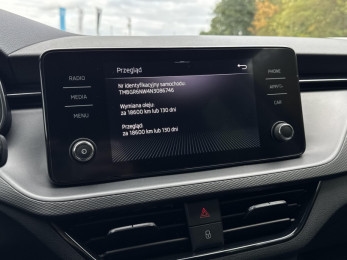 Przegląd
RADIO
MEDIA
MENU
Nr identyfikacyjny samochodu:
Wymiana oleju:
za 18600 km lub 130 dni
Przegląd:
za 18600 km lub 130 dni
PHONE
CAR